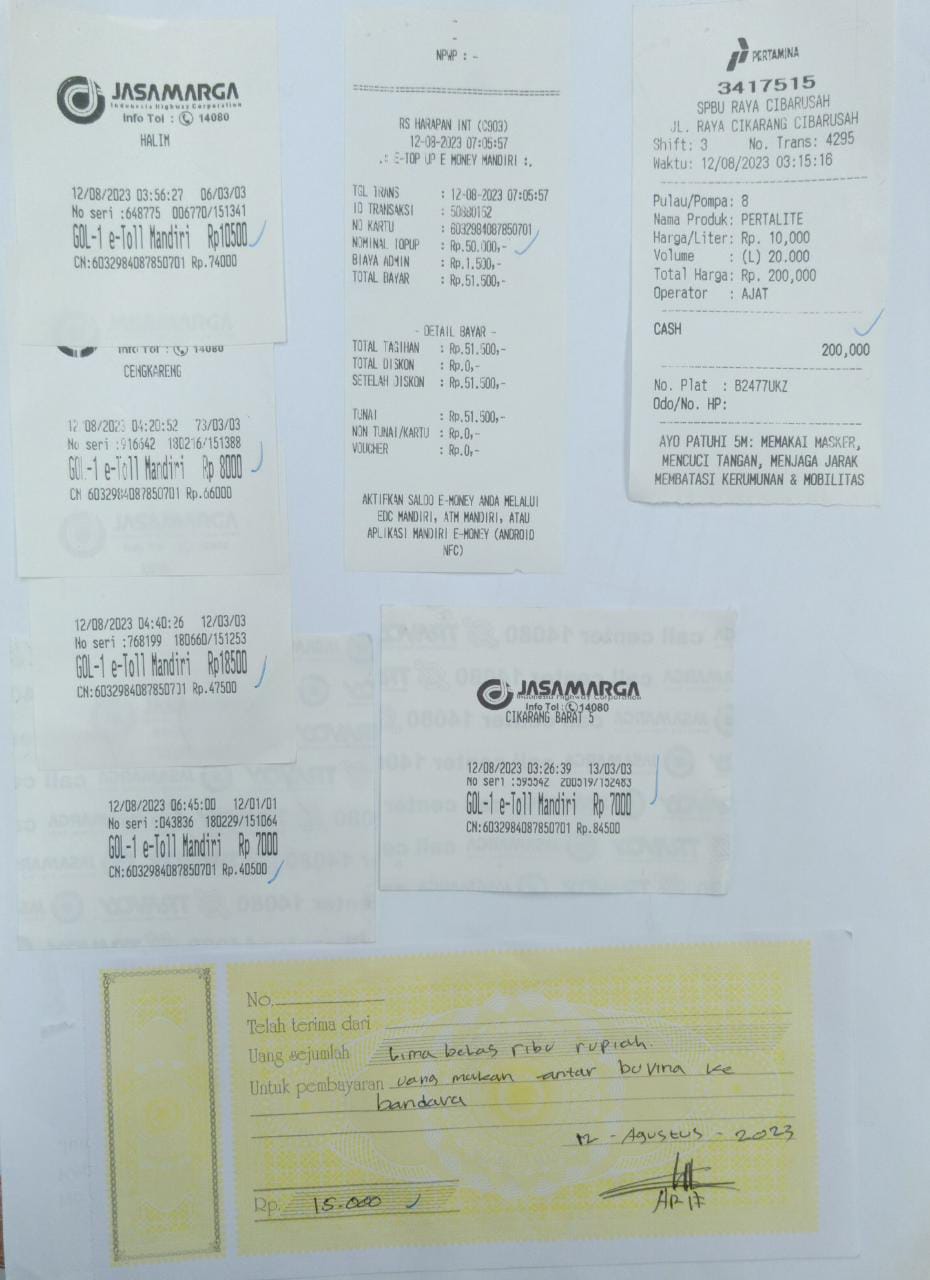 JASAMARGA
Indonesia Highway Corporation
Info Tol : 14080
HALIM
12/08/2023 03:56:27 06/03/03
No seri :648775 006770/151341
GOL-1 e-Toll Mandiri Rp10500
CN:6032984087850701 Rp.74000
Info Tol : 14080
CENGKARENG
12/08/2023 04:20:52 73/03/03
No seri :916642 180216/151388
GOL-1 e-Toll Mandiri Rp 8000
CN 6032984087850701 Rp.66000
12/08/2023 04:40:26 12/03/03
No seri :768199 180660/151253
GOL-1 e-Toll Mandiri Rp18500
CN:6032984087850701 Rp.47500
12/08/2023 06:45:00 12/01/01
No seri :043836 180229/151064
GOL-1 e-Toll Mandiri Rp 7000
CN:6032984087850701 Rp.40500
NPWP : -
RS HARAPAN INT (C903)
12-08-2023 07:05:57
.: E-TOP UP E MONEY MANDIRI :.
TGL TRANS : 12-08-2023 07:05:57
ID TRANSAKSI : 50880152
NO KARTU : 6032984087850701
NOMINAL TOPUP : Rp.50.000,-
BIAYA ADMIN : Rp.1.500,-
TOTAL BAYAR : Rp.51.500,-
- DETAIL BAYAR -
TOTAL TAGIHAN : Rp.51.500,-
TOTAL DISKON : Rp.0,-
SETELAH DISKON : Rp.51.500,-
TUNAI : Rp.51.500,-
NON TUNAI/KARTU : Rp.0,-
VOUCHER : Rp.0,-
AKTIFKAN SALDO E-MONEY ANDA MELALUI
EDC MANDIRI, ATM MANDIRI, ATAU
APLIKASI MANDIRI E-MONEY (ANDROID
NFC)
PERTAMINA
3417515
SPBU RAYA CIBARUSAH
JL. RAYA CIKARANG CIBARUSAH
Shift: 3 No. Trans: 4295
Waktu: 12/08/2023 03:15:16
Pulau/Pompa: 8
Nama Produk: PERTALITE
Harga/Liter: Rp. 10,000
Volume : (L) 20.000
Total Harga: Rp. 200,000
Operator : AJAT
CASH
200,000
No. Plat : B2477UKZ
Odo/No. HP:
AYO PATUHI 5M: MEMAKAI MASKER,
MENCUCI TANGAN, MENJAGA JARAK
MEMBATASI KERUMUNAN & MOBILITAS
JASAMARGA
Indonesia Highway Corporation
Info Tol : 14080
CIKARANG BARAT 5
12/08/2023 03:26:39 13/03/03
No seri :595542 200519/152483
GOL-1 e-Toll Mandiri Rp 7000
CN:6032984087850701 Rp.84500
No.
Telah terima dari
Uang sejumlah Lima belas ribu rupiah.
Untuk pembayaran uang makan antar bu vina ke
bandara
12 - Agustus - 2023
Rp. 15.000